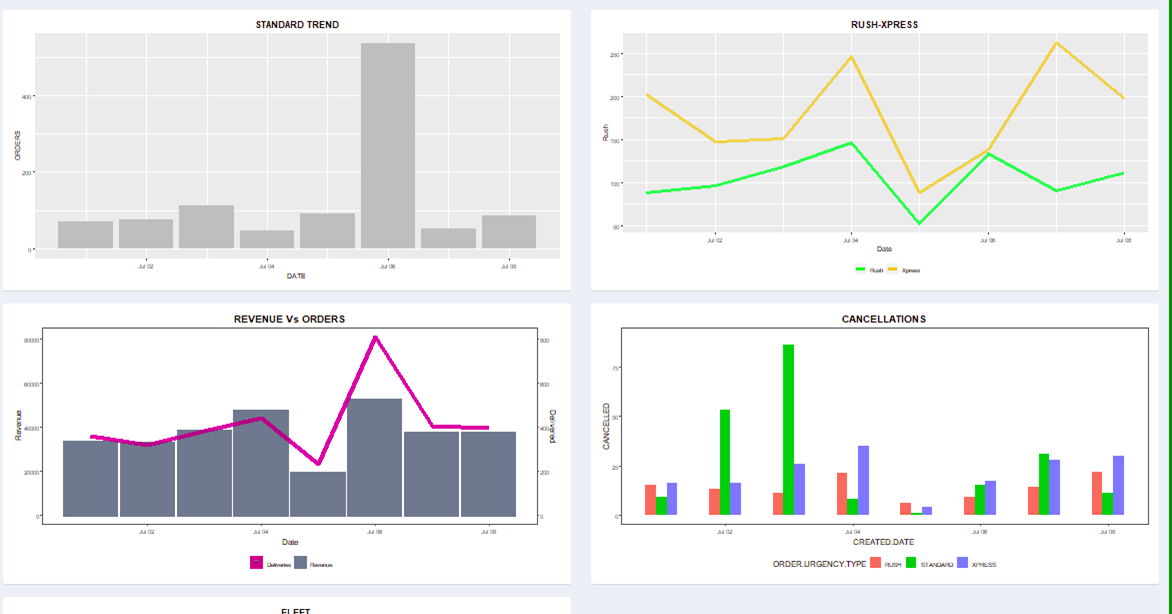 STANDARD TREND
ORDERS
400
200
0
Jul 02
Jul 04
Jul 06
Jul 08
DATE
RUSH-XPRESS
Rush
250
200
150
100
50
Jul 02
Jul 04
Jul 06
Jul 08
Date
Rush
Xpress
REVENUE Vs ORDERS
Revenue
80000
60000
40000
20000
0
800
600
400
200
0
Delivered
Jul 02
Jul 04
Jul 06
Jul 08
Date
Deliveries
Revenue
CANCELLATIONS
CANCELLED
75
50
25
0
Jul 02
Jul 04
Jul 06
Jul 08
CREATED.DATE
ORDER.URGENCY.TYPE
RUSH
STANDARD
XPRESS
FLEET